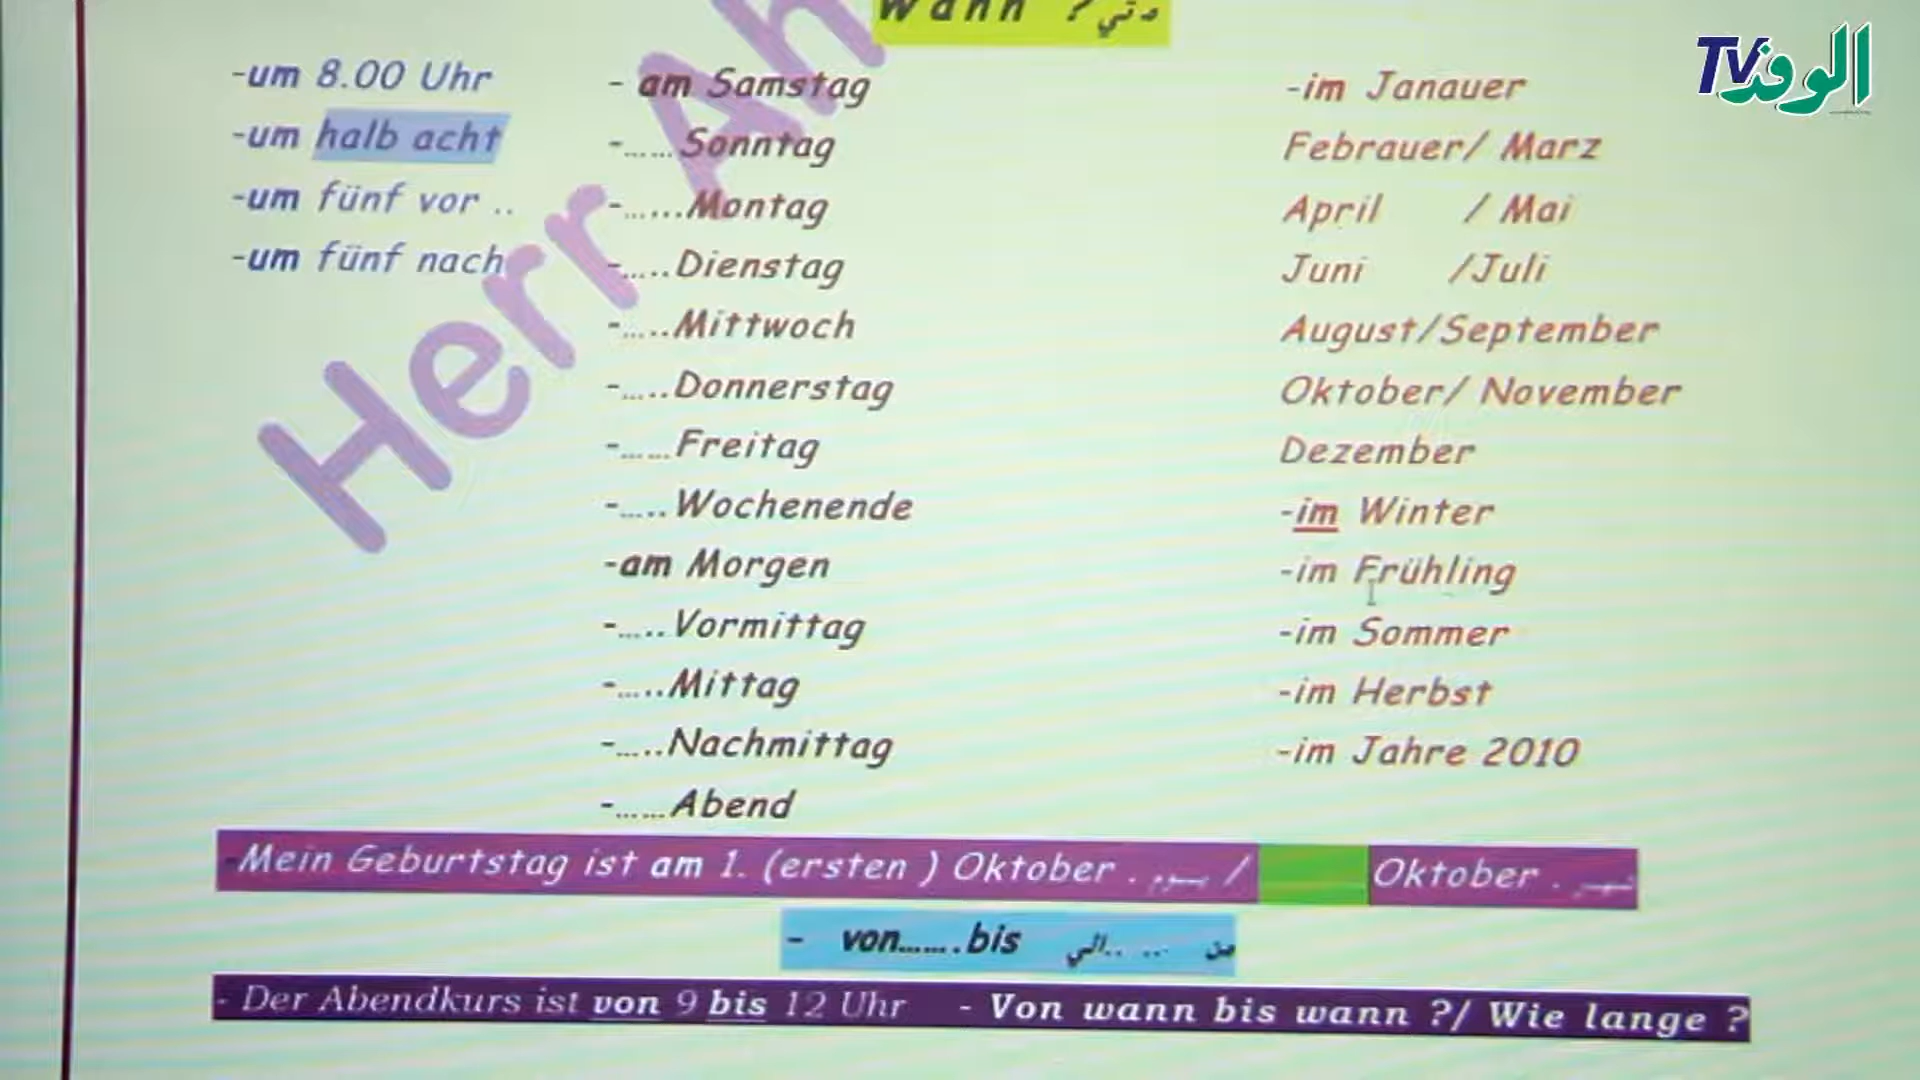 Wann ? متي
TV الوفد
-um 8.00 Uhr
-um halb acht
-um fünf vor ..
-um fünf nach
- am Samstag
-......Sonntag
-......Montag
-.....Dienstag
-.....Mittwoch
-.....Donnerstag
-......Freitag
-.....Wochenende
-am Morgen
-.....Vormittag
-.....Mittag
-.....Nachmittag
-......Abend
-im Janauer
Febrauer/ Marz
April / Mai
Juni /Juli
August/September
Oktober/ November
Dezember
-im Winter
-im Frühling
-im Sommer
-im Herbst
-im Jahre 2010
Herr
-Mein Geburtstag ist am 1. (ersten ) Oktober . يوم / Oktober . شهر
- von.......bis من .. ..الي
- Der Abendkurs ist von 9 bis 12 Uhr - Von wann bis wann ?/ Wie lange ?